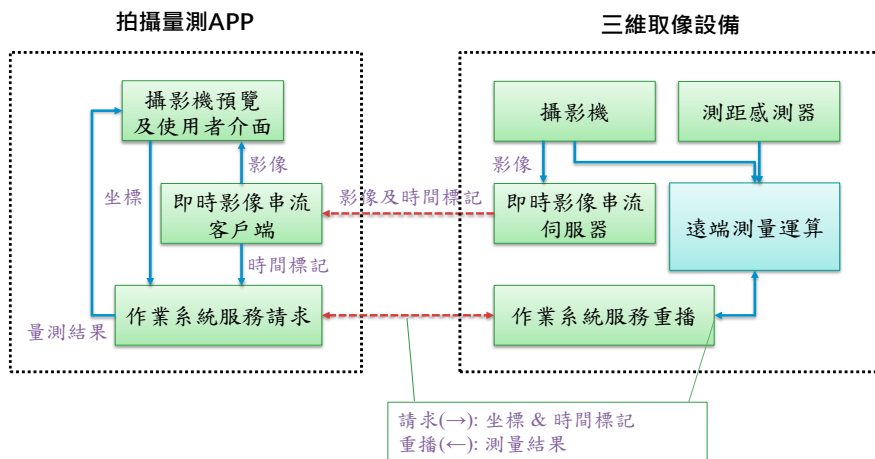 拍攝量測APP
三維取像設備
攝影機預覽
及使用者介面
攝影機
測距感測器
影像
影像
坐標
即時影像串流
客戶端
影像及時間標記
即時影像串流
伺服器
遠端測量運算
時間標記
作業系統服務請求
作業系統服務重播
量測結果
請求(→): 坐標 & 時間標記
重播(←): 測量結果